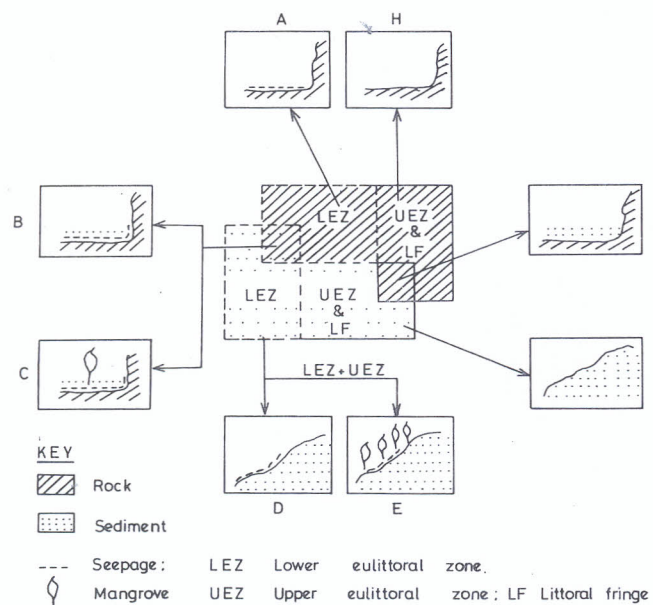 A
H
B
LEZ
UEZ
&
LF
LEZ
UEZ
&
LF
C
LEZ+UEZ
D
E
KEY
Rock
Sediment
Seepage; LEZ Lower eulittoral zone.
Mangrove UEZ Upper eulittoral zone; LF Littoral fringe